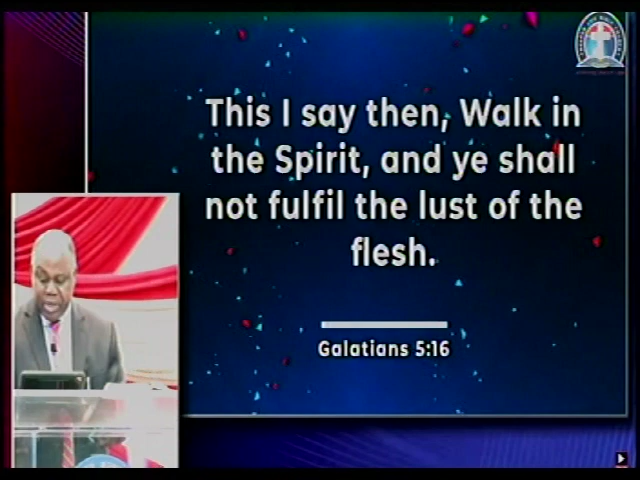 This I say then, Walk in
the Spirit, and ye shall
not fulfil the lust of the
flesh.
Galatians 5:16